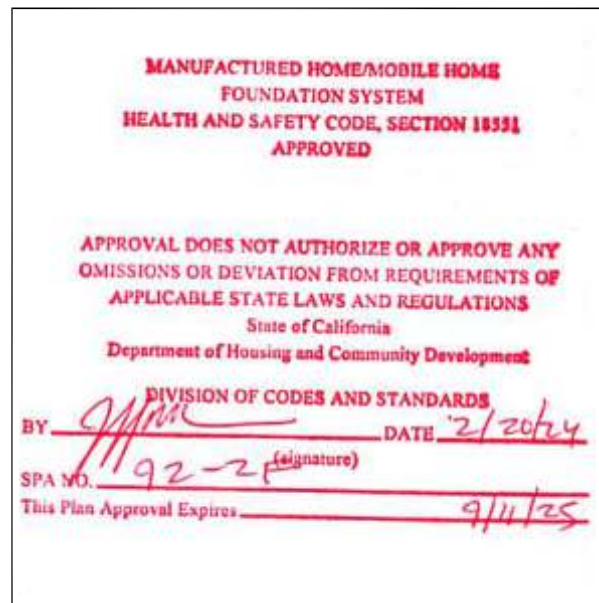 MANUFACTURED HOME/MOBILE HOME
FOUNDATION SYSTEM
HEALTH AND SAFETY CODE, SECTION 18551
APPROVED
APPROVAL DOES NOT AUTHORIZE OR APPROVE ANY
OMISSIONS OR DEVIATION FROM REQUIREMENTS OF
APPLICABLE STATE LAWS AND REGULATIONS
State of California
Department of Housing and Community Development
DIVISION OF CODES AND STANDARDS
BY DATE 2/20/24
(signature)
SPA NO. 92-2F
This Plan Approval Expires 9/11/25